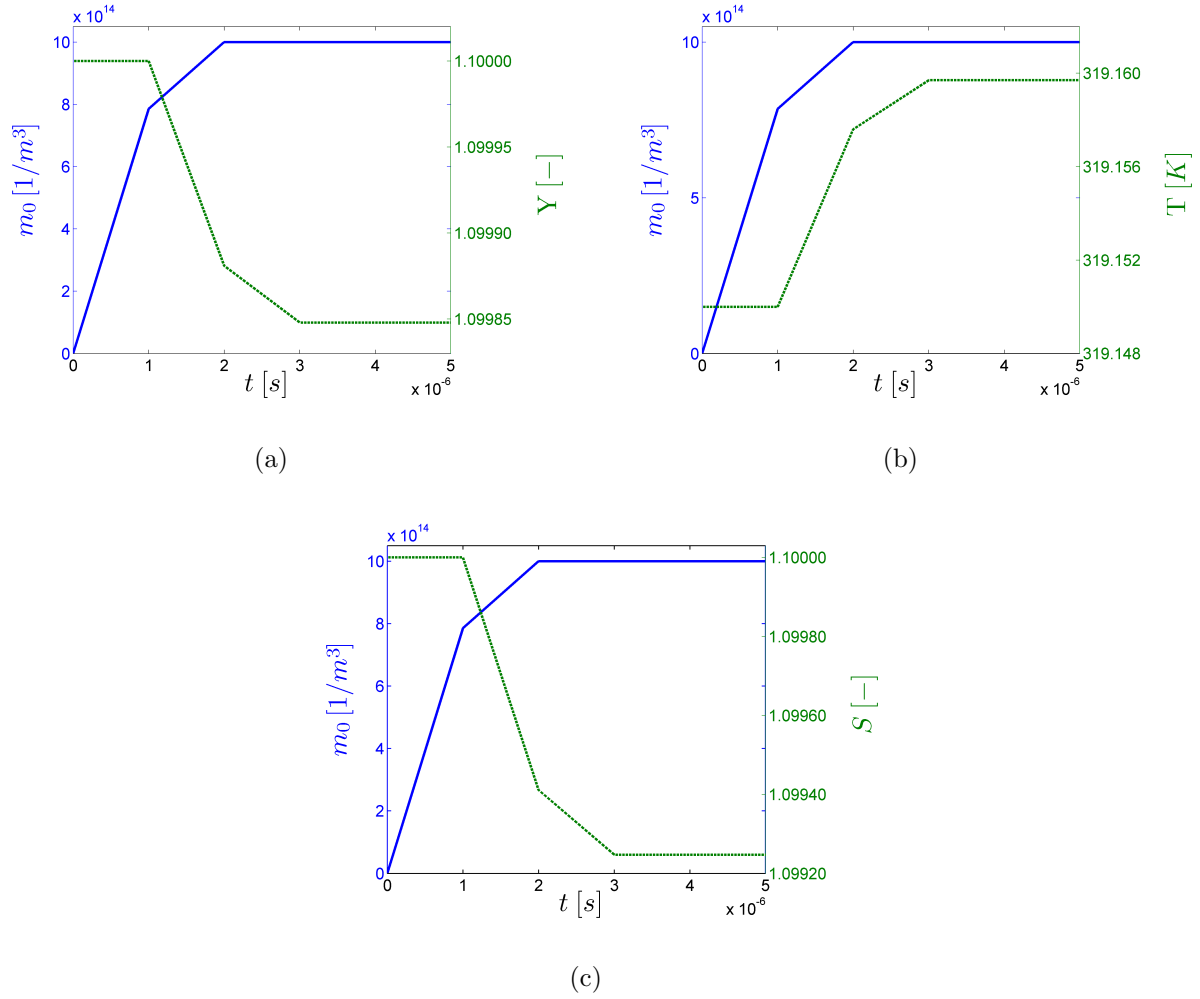 x 10^14
10
8
6
4
2
0
m_0 [1/m^3]
1.10000
1.09995
1.09990
1.09985
Y [−]
0 1 2 3 4 5
t [s]
x 10^-6
(a)
x 10^14
10
5
0
m_0 [1/m^3]
319.160
319.156
319.152
319.148
T [K]
0 1 2 3 4 5
t [s]
x 10^-6
(b)
x 10^14
10
8
6
4
2
0
m_0 [1/m^3]
1.10000
1.09980
1.09960
1.09940
1.09920
S [−]
0 1 2 3 4 5
t [s]
x 10^-6
(c)